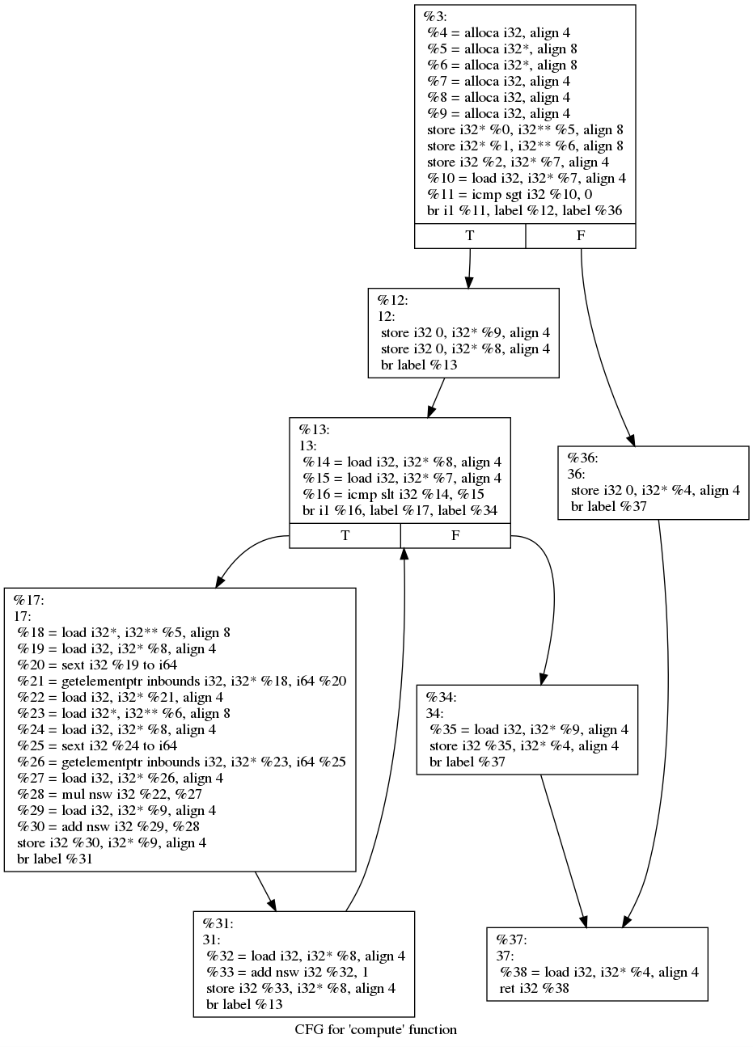 %3:
%4 = alloca i32, align 4
%5 = alloca i32*, align 8
%6 = alloca i32*, align 8
%7 = alloca i32, align 4
%8 = alloca i32, align 4
%9 = alloca i32, align 4
store i32* %0, i32** %5, align 8
store i32* %1, i32** %6, align 8
store i32 %2, i32* %7, align 4
%10 = load i32, i32* %7, align 4
%11 = icmp sgt i32 %10, 0
br i1 %11, label %12, label %36
T F
%12:
12:
store i32 0, i32* %9, align 4
store i32 0, i32* %8, align 4
br label %13
%13:
13:
%14 = load i32, i32* %8, align 4
%15 = load i32, i32* %7, align 4
%16 = icmp slt i32 %14, %15
br i1 %16, label %17, label %34
T F
%36:
36:
store i32 0, i32* %4, align 4
br label %37
%17:
17:
%18 = load i32*, i32** %5, align 8
%19 = load i32, i32* %8, align 4
%20 = sext i32 %19 to i64
%21 = getelementptr inbounds i32, i32* %18, i64 %20
%22 = load i32, i32* %21, align 4
%23 = load i32*, i32** %6, align 8
%24 = load i32, i32* %8, align 4
%25 = sext i32 %24 to i64
%26 = getelementptr inbounds i32, i32* %23, i64 %25
%27 = load i32, i32* %26, align 4
%28 = mul nsw i32 %22, %27
%29 = load i32, i32* %9, align 4
%30 = add nsw i32 %29, %28
store i32 %30, i32* %9, align 4
br label %31
%34:
34:
%35 = load i32, i32* %9, align 4
store i32 %35, i32* %4, align 4
br label %37
%31:
31:
%32 = load i32, i32* %8, align 4
%33 = add nsw i32 %32, 1
store i32 %33, i32* %8, align 4
br label %13
%37:
37:
%38 = load i32, i32* %4, align 4
ret i32 %38
CFG for 'compute' function